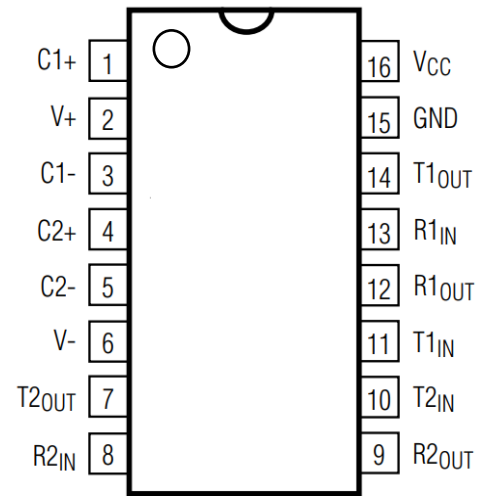 C1+ 1 16 VCC
V+ 2 15 GND
C1- 3 14 T1OUT
C2+ 4 13 R1IN
C2- 5 12 R1OUT
V- 6 11 T1IN
T2OUT 7 10 T2IN
R2IN 8 9 R2OUT